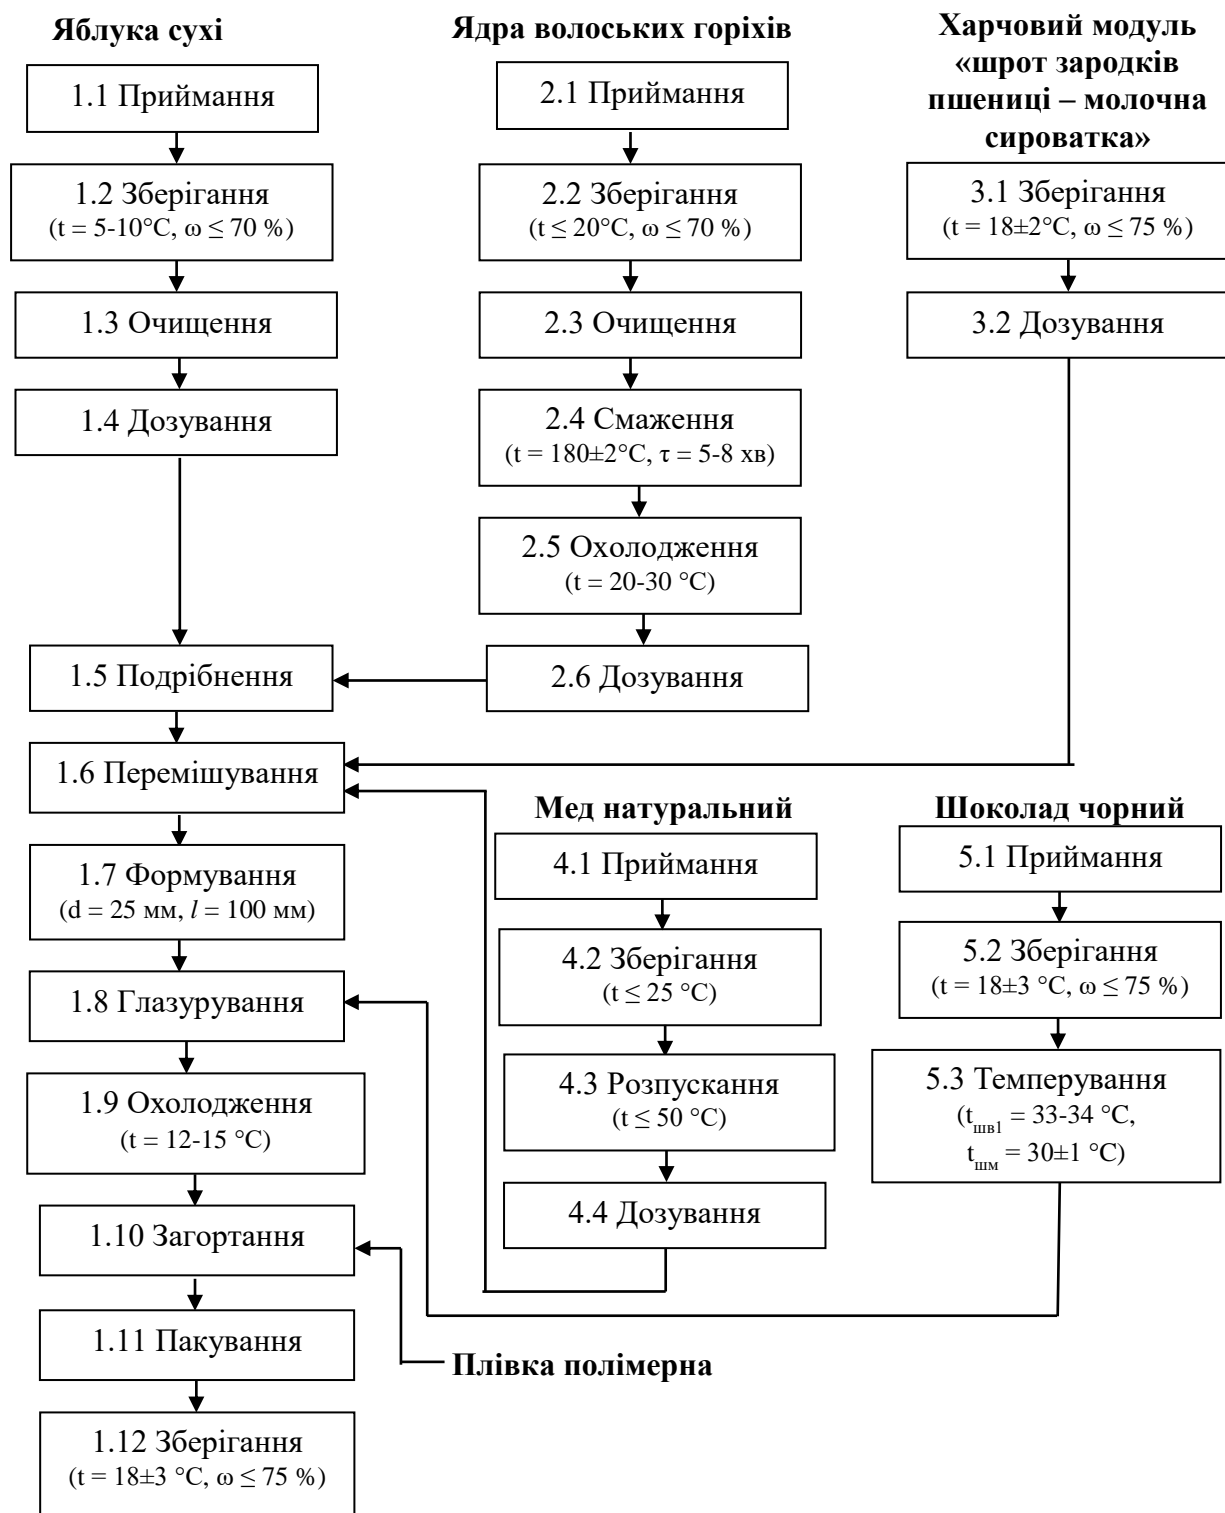 Яблука сухі
1.1 Приймання
1.2 Зберігання
(t = 5-10°C, ω ≤ 70 %)
1.3 Очищення
1.4 Дозування
Ядра волоських горіхів
2.1 Приймання
2.2 Зберігання
(t ≤ 20°C, ω ≤ 70 %)
2.3 Очищення
2.4 Смаження
(t = 180±2°C, τ = 5-8 хв)
2.5 Охолодження
(t = 20-30 °C)
2.6 Дозування
Харчовий модуль
«шрот зародків
пшениці – молочна
сироватка»
3.1 Зберігання
(t = 18±2°C, ω ≤ 75 %)
3.2 Дозування
1.5 Подрібнення
1.6 Перемішування
1.7 Формування
(d = 25 мм, l = 100 мм)
1.8 Глазурування
1.9 Охолодження
(t = 12-15 °C)
1.10 Загортання
1.11 Пакування
1.12 Зберігання
(t = 18±3 °C, ω ≤ 75 %)
Мед натуральний
4.1 Приймання
4.2 Зберігання
(t ≤ 25 °C)
4.3 Розпускання
(t ≤ 50 °C)
4.4 Дозування
Шоколад чорний
5.1 Приймання
5.2 Зберігання
(t = 18±3 °C, ω ≤ 75 %)
5.3 Темперування
(tшв1 = 33-34 °C,
tшм = 30±1 °C)
Плівка полімерна